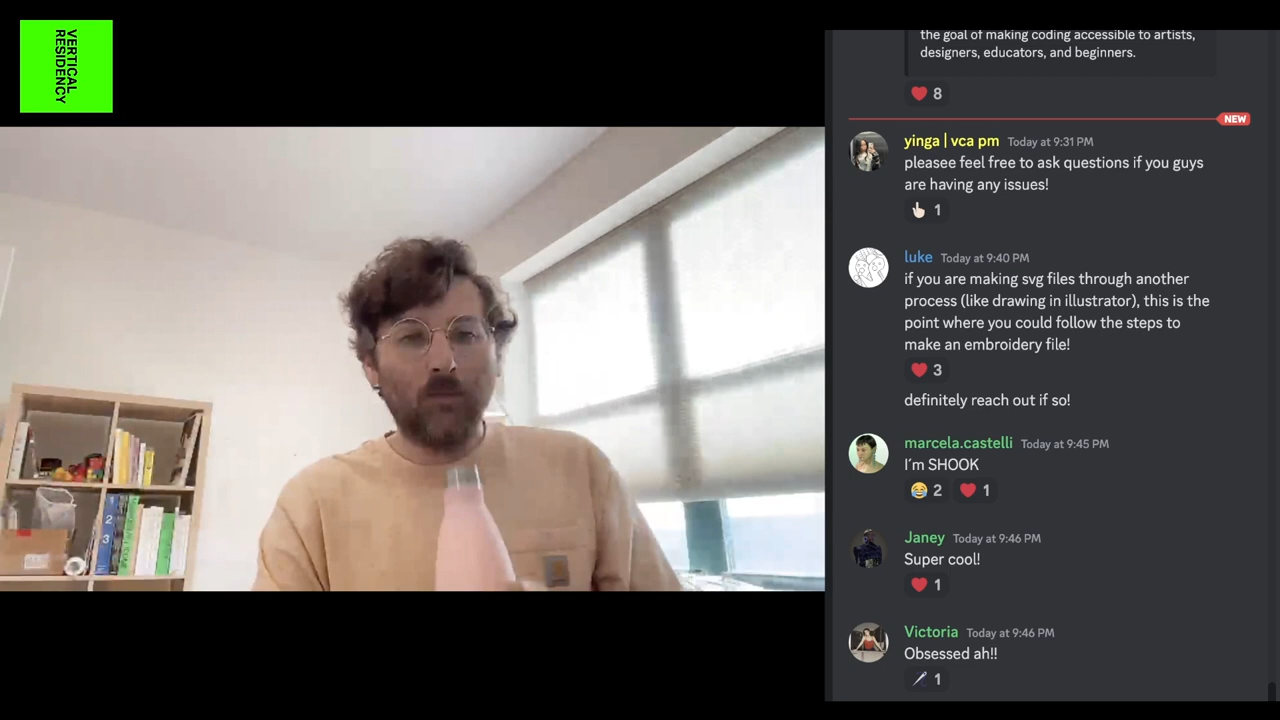 VERTICAL
RESIDENCY
the goal of making coding accessible to artists,
designers, educators, and beginners.
8
NEW
yinga | vca pm Today at 9:31 PM
pleasee feel free to ask questions if you guys
are having any issues!
1
luke Today at 9:40 PM
if you are making svg files through another
process (like drawing in illustrator), this is the
point where you could follow the steps to
make an embroidery file!
3
definitely reach out if so!
marcela.castelli Today at 9:45 PM
I´m SHOOK
2 1
Janey Today at 9:46 PM
Super cool!
1
Victoria Today at 9:46 PM
Obsessed ah!!
1
2
3